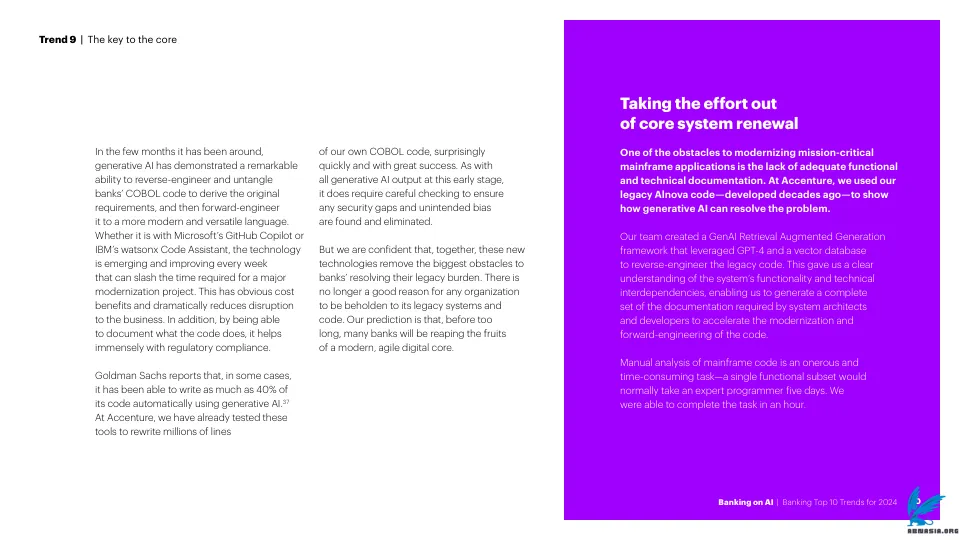 Trend 9 | The key to the core
In the few months it has been around,
generative AI has demonstrated a remarkable
ability to reverse-engineer and untangle
banks’ COBOL code to derive the original
requirements, and then forward-engineer
it to a more modern and versatile language.
Whether it is with Microsoft’s GitHub Copilot or
IBM’s watsonx Code Assistant, the technology
is emerging and improving every week
that can slash the time required for a major
modernization project. This has obvious cost
benefits and dramatically reduces disruption
to the business. In addition, by being able
to document what the code does, it helps
immensely with regulatory compliance.
Goldman Sachs reports that, in some cases,
it has been able to write as much as 40% of
its code automatically using generative AI.³⁷
At Accenture, we have already tested these
tools to rewrite millions of lines
of our own COBOL code, surprisingly
quickly and with great success. As with
all generative AI output at this early stage,
it does require careful checking to ensure
any security gaps and unintended bias
are found and eliminated.
But we are confident that, together, these new
technologies remove the biggest obstacles to
banks’ resolving their legacy burden. There is
no longer a good reason for any organization
to be beholden to its legacy systems and
code. Our prediction is that, before too
long, many banks will be reaping the fruits
of a modern, agile digital core.
Taking the effort out
of core system renewal
One of the obstacles to modernizing mission-critical
mainframe applications is the lack of adequate functional
and technical documentation. At Accenture, we used our
legacy Alnova code—developed decades ago—to show
how generative AI can resolve the problem.
Our team created a GenAI Retrieval Augmented Generation
framework that leveraged GPT-4 and a vector database
to reverse-engineer the legacy code. This gave us a clear
understanding of the system’s functionality and technical
interdependencies, enabling us to generate a complete
set of the documentation required by system architects
and developers to accelerate the modernization and
forward-engineering of the code.
Manual analysis of mainframe code is an onerous and
time-consuming task—a single functional subset would
normally take an expert programmer five days. We
were able to complete the task in an hour.
Banking on AI | Banking Top 10 Trends for 2024
ABNASIA.ORG